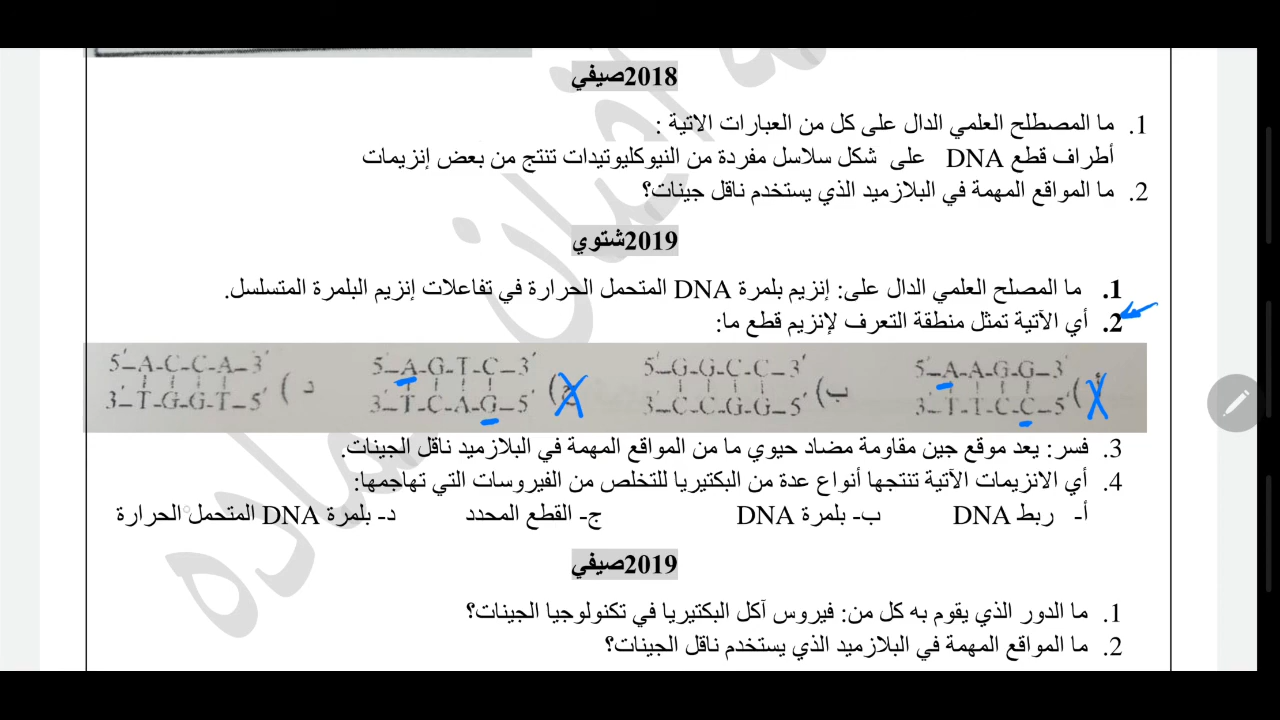 2018صيفي
1. ما المصطلح العلمي الدال على كل من العبارات الاتية :
أطراف قطع DNA على شكل سلاسل مفردة من النيوكليوتيدات تنتج من بعض إنزيمات
2. ما المواقع المهمة في البلازميد الذي يستخدم ناقل جينات؟
2019شتوي
1. ما المصلح العلمي الدال على: إنزيم بلمرة DNA المتحمل الحرارة في تفاعلات إنزيم البلمرة المتسلسل.
2. أي الآتية تمثل منطقة التعرف لإنزيم قطع ما:
أ) 5′–A-A-G-G–3′ ب) 5′–G-G-C-C–3′ ج) 5′–A-G-T-C–3′ د) 5′–A-C-C-A–3′
3′–T-T-C-C–5′ 3′–C-C-G-G–5′ 3′–T-C-A-G–5′ 3′–T-G-G-T–5′
3. فسر: يعد موقع جين مقاومة مضاد حيوي ما من المواقع المهمة في البلازميد ناقل الجينات.
4. أي الانزيمات الآتية تنتجها أنواع عدة من البكتيريا للتخلص من الفيروسات التي تهاجمها:
أ- ربط DNA ب- بلمرة DNA ج- القطع المحدد د- بلمرة DNA المتحمل الحرارة
2019صيفي
1. ما الدور الذي يقوم به كل من: فيروس آكل البكتيريا في تكنولوجيا الجينات؟
2. ما المواقع المهمة في البلازميد الذي يستخدم ناقل الجينات؟